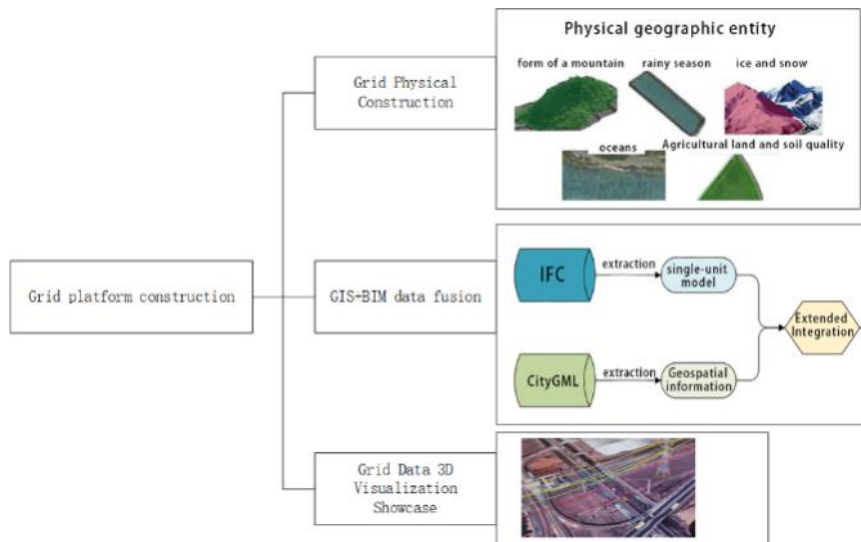 Physical geographic entity
form of a mountain
rainy season
ice and snow
oceans
Agricultural land and soil quality
Grid Physical
Construction
Grid platform construction
GIS+BIM data fusion
IFC
extraction
single-unit
model
Extended
Integration
CityGML
extraction
Geospatial
information
Grid Data 3D
Visualization
Showcase